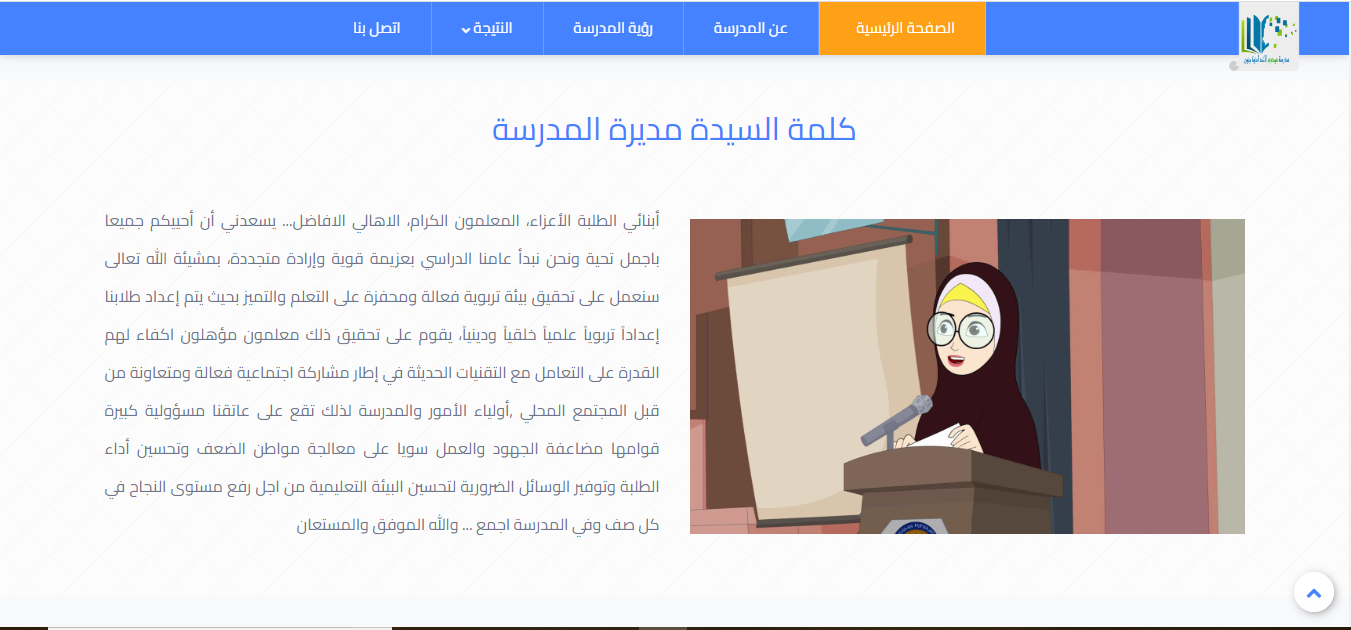 الصفحة الرئيسية
عن المدرسة
رؤية المدرسة
النتيجة
اتصل بنا
كلمة السيدة مديرة المدرسة
أبنائي الطلبة الأعزاء، المعلمون الكرام، الاهالي الافاضل... يسعدني أن أحييكم جميعا
باجمل تحية ونحن نبدأ عامنا الدراسي بعزيمة قوية وإرادة متجددة، بمشيئة الله تعالى
سنعمل على تحقيق بيئة تربوية فعالة ومحفزة على التعلم والتميز بحيث يتم إعداد طلابنا
إعداداً تربوياً علمياً خلقياً ودينياً، يقوم على تحقيق ذلك معلمون مؤهلون اكفاء لهم
القدرة على التعامل مع التقنيات الحديثة في إطار مشاركة اجتماعية فعالة ومتعاونة من
قبل المجتمع المحلي ,أولياء الأمور والمدرسة لذلك تقع على عاتقنا مسؤولية كبيرة
قوامها مضاعفة الجهود والعمل سويا على معالجة مواطن الضعف وتحسين أداء
الطلبة وتوفير الوسائل الضرورية لتحسين البيئة التعليمية من اجل رفع مستوى النجاح في
كل صف وفي المدرسة اجمع ... والله الموفق والمستعان